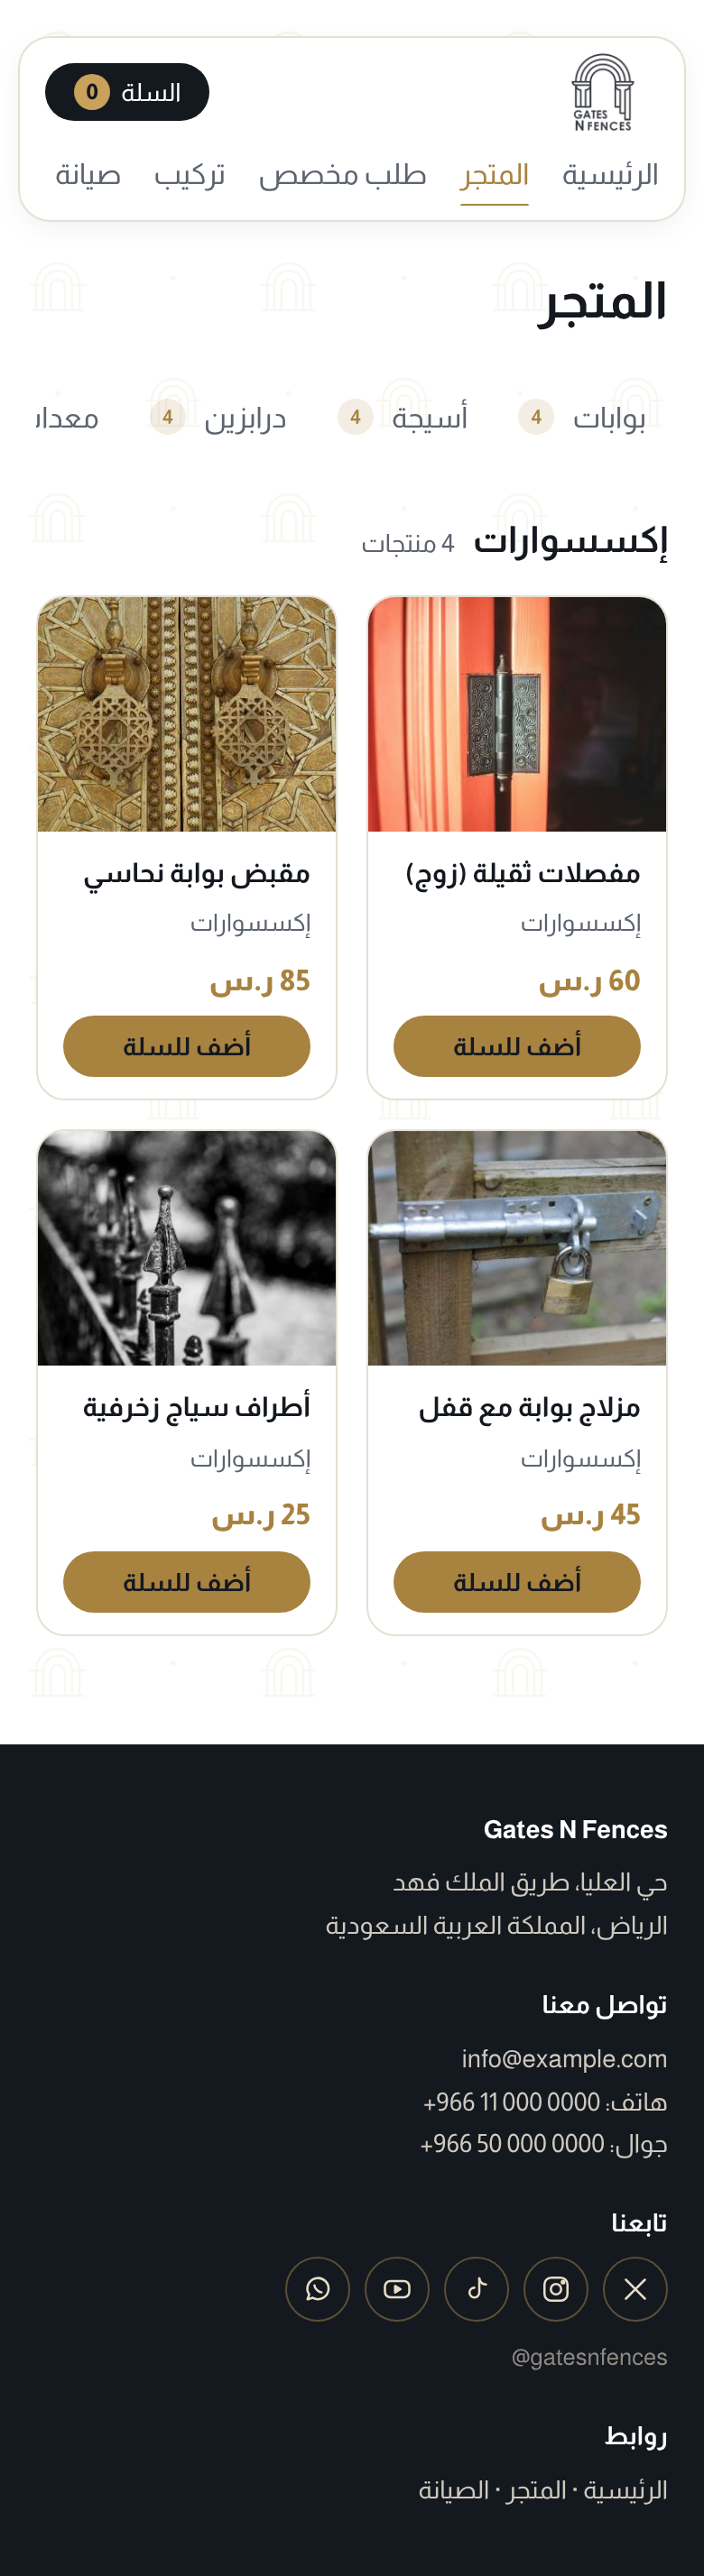 GATES
N FENCES
السلة 0
الرئيسية المتجر طلب مخصص تركيب صيانة
المتجر
بوابات 4 أسيجة 4 درابزين 4
إكسسوارات 4 منتجات
مفصلات ثقيلة (زوج)
إكسسوارات
60 ر.س
أضف للسلة
مقبض بوابة نحاسي
إكسسوارات
85 ر.س
أضف للسلة
مزلاج بوابة مع قفل
إكسسوارات
45 ر.س
أضف للسلة
أطراف سياج زخرفية
إكسسوارات
25 ر.س
أضف للسلة
Gates N Fences
حي العليا، طريق الملك فهد
الرياض، المملكة العربية السعودية
تواصل معنا
info@example.com
هاتف: 0000 000 11 966+
جوال: 0000 000 50 966+
تابعنا
@gatesnfences
روابط
الرئيسية · المتجر · الصيانة